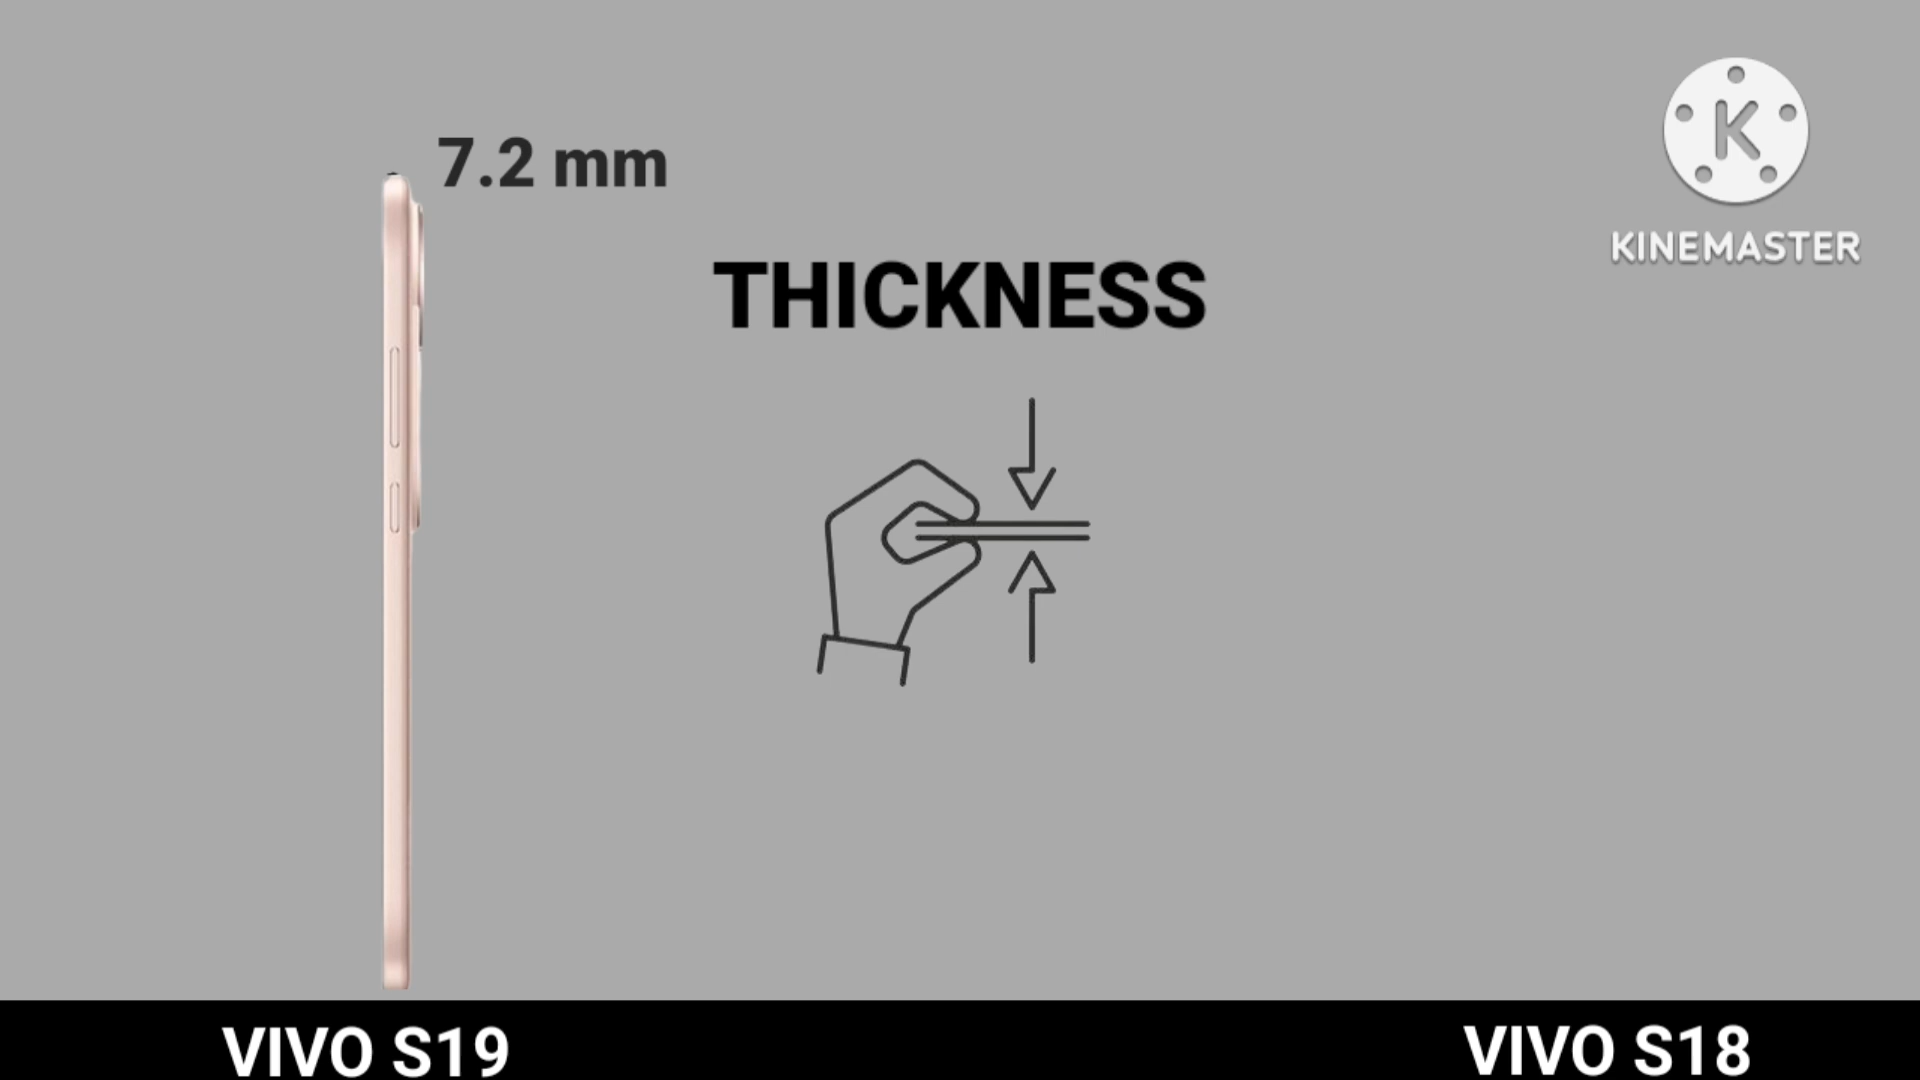 7.2 mm
K
KINEMASTER
THICKNESS
VIVO S19
VIVO S18